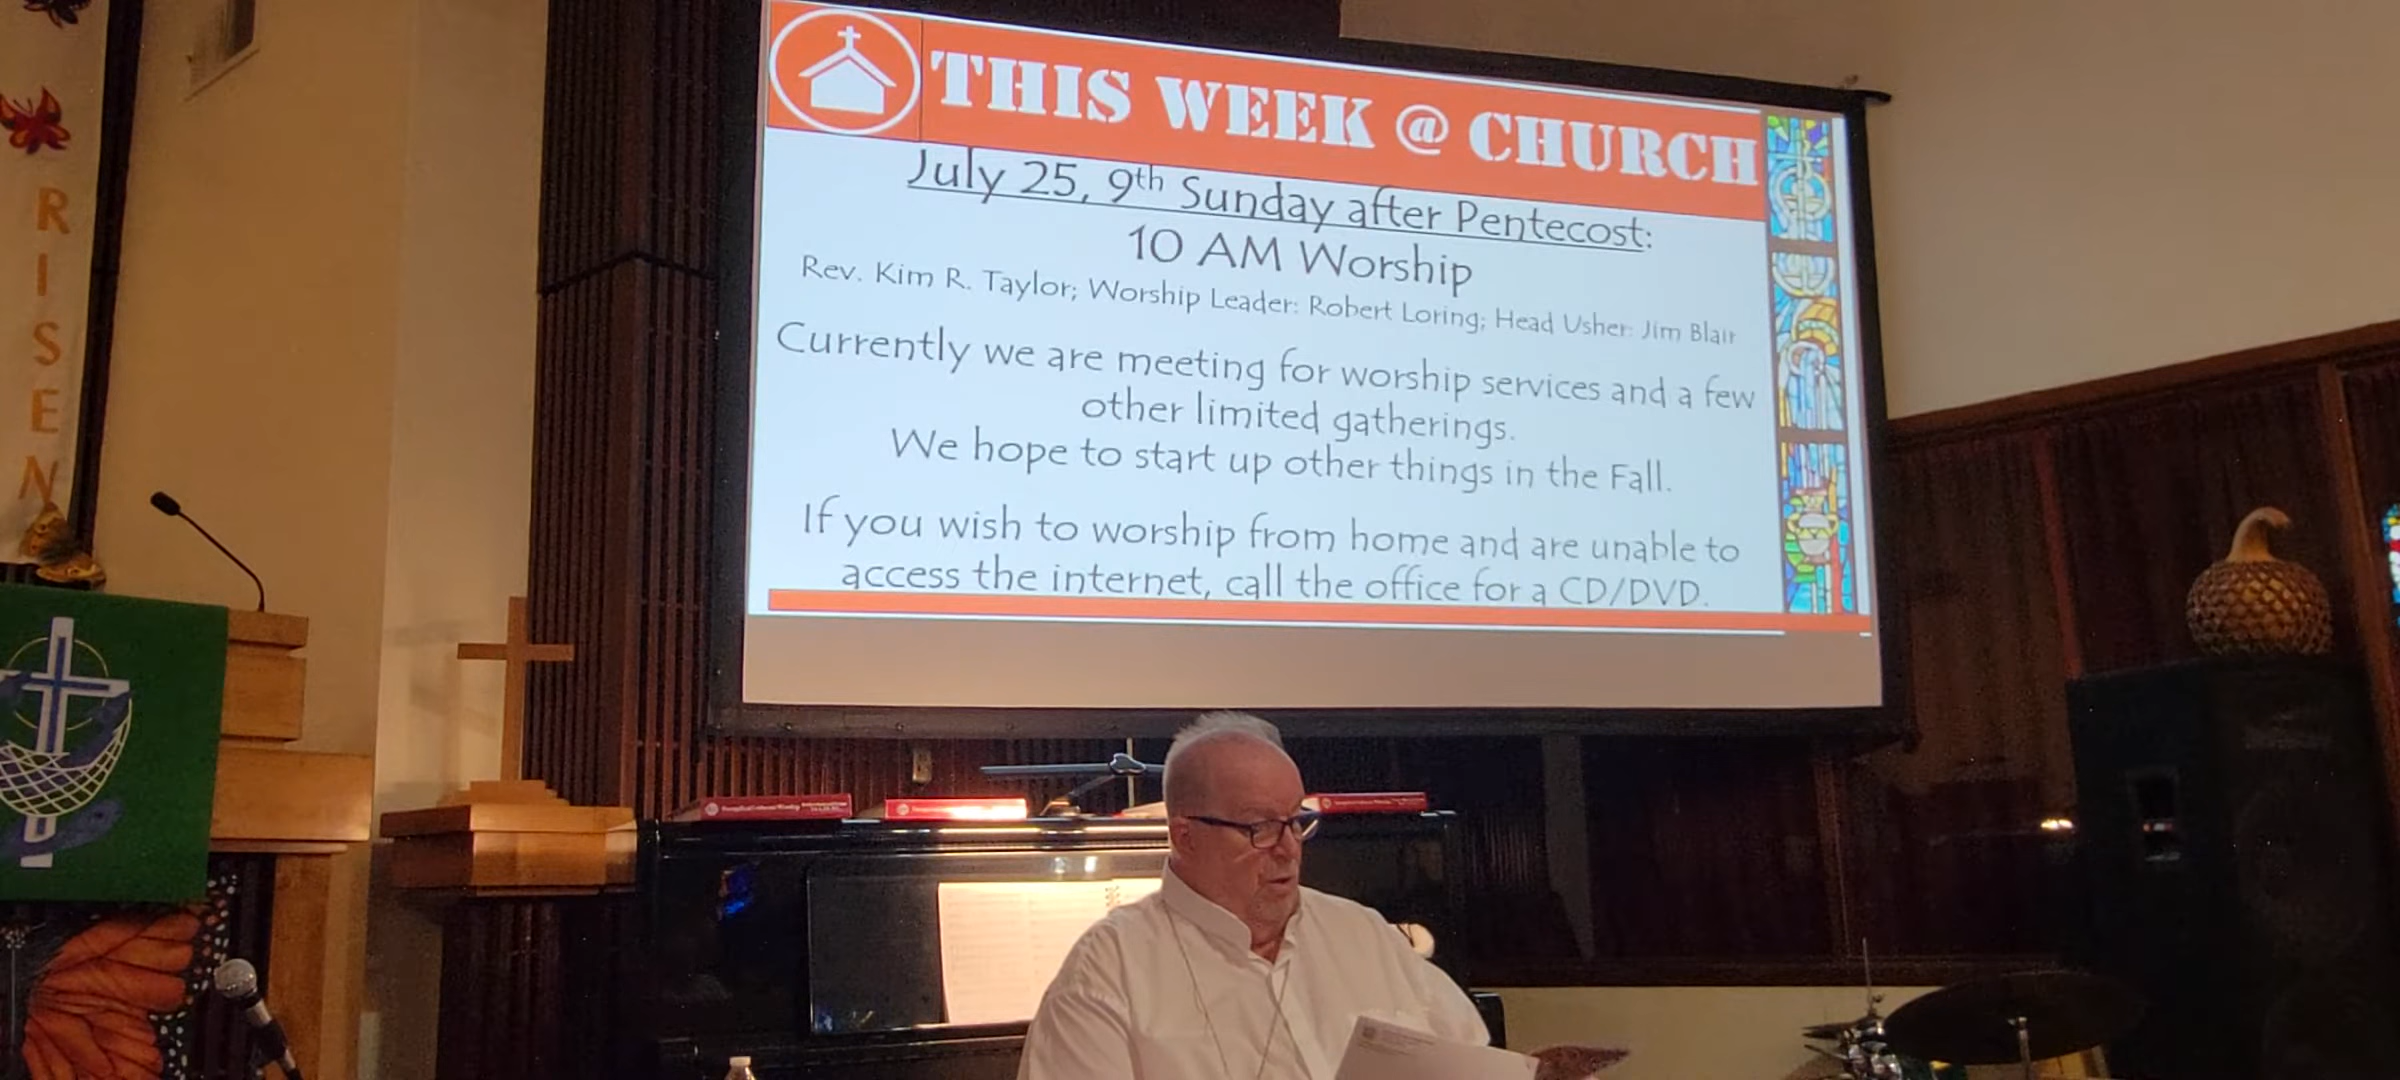 THIS WEEK @ CHURCH
July 25, 9th Sunday after Pentecost:
10 AM Worship
Rev. Kim R. Taylor; Worship Leader: Robert Loring; Head Usher: Jim Blair
Currently we are meeting for worship services and a few
other limited gatherings.
We hope to start up other things in the Fall.
If you wish to worship from home and are unable to
access the internet, call the office for a CD/DVD.
RISEN
Evangelical Lutheran Worship